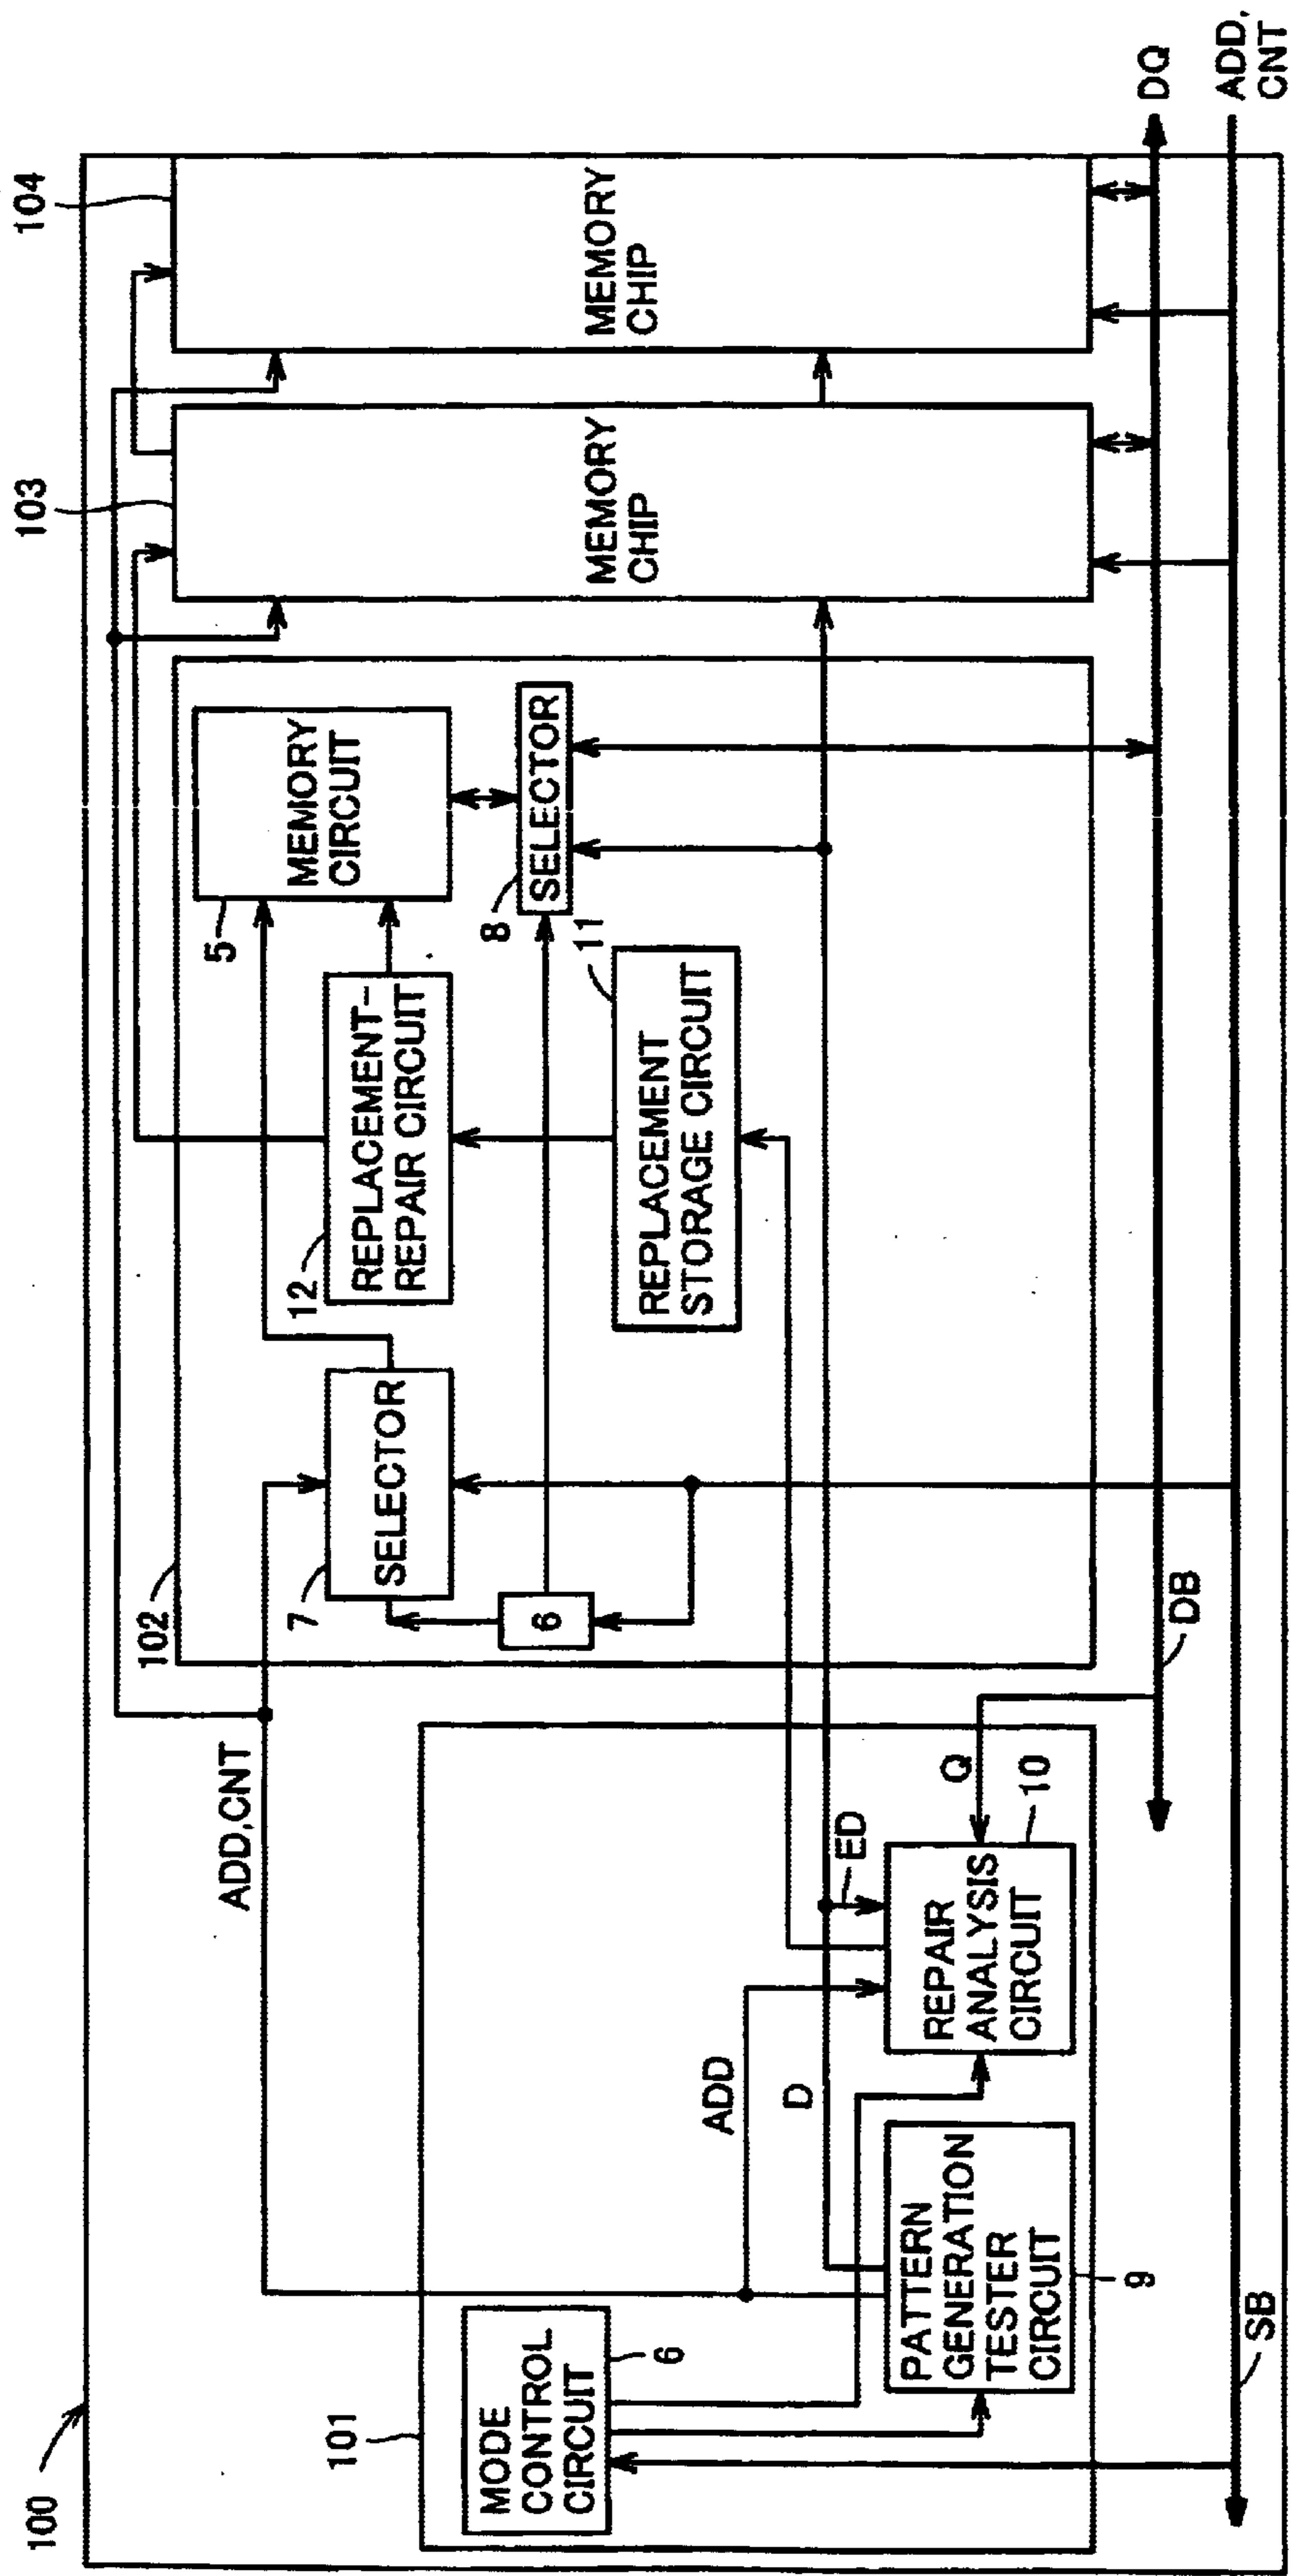 100
101
MODE
CONTROL
CIRCUIT
6
PATTERN
GENERATION
TESTER
CIRCUIT
9
ADD
D
ED
REPAIR
ANALYSIS
CIRCUIT
10
Q
ADD,CNT
102
7
SELECTOR
6
12
REPLACEMENT-
REPAIR CIRCUIT
REPLACEMENT
STORAGE CIRCUIT
11
5
MEMORY
CIRCUIT
8
SELECTOR
103
MEMORY
CHIP
104
MEMORY
CHIP
DB
SB
DQ
ADD,
CNT